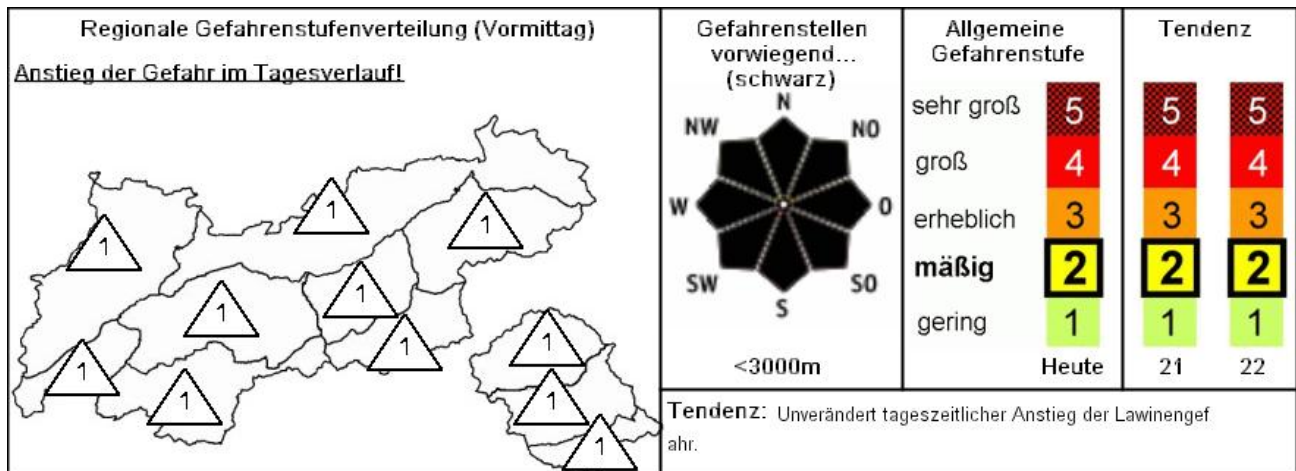 Regionale Gefahrenstufenverteilung (Vormittag)
Anstieg der Gefahr im Tagesverlauf!
1
1
1
1
1
1
1
1
1
1
1
Gefahrenstellen
vorwiegend...
(schwarz)
N
NW
NO
W
O
SW
SO
S
<3000m
Allgemeine
Gefahrenstufe
Tendenz
sehr groß 5 5 5
groß 4 4 4
erheblich 3 3 3
mäßig 2 2 2
gering 1 1 1
Heute 21 22
Tendenz: Unverändert tageszeitlicher Anstieg der Lawinengef
ahr.